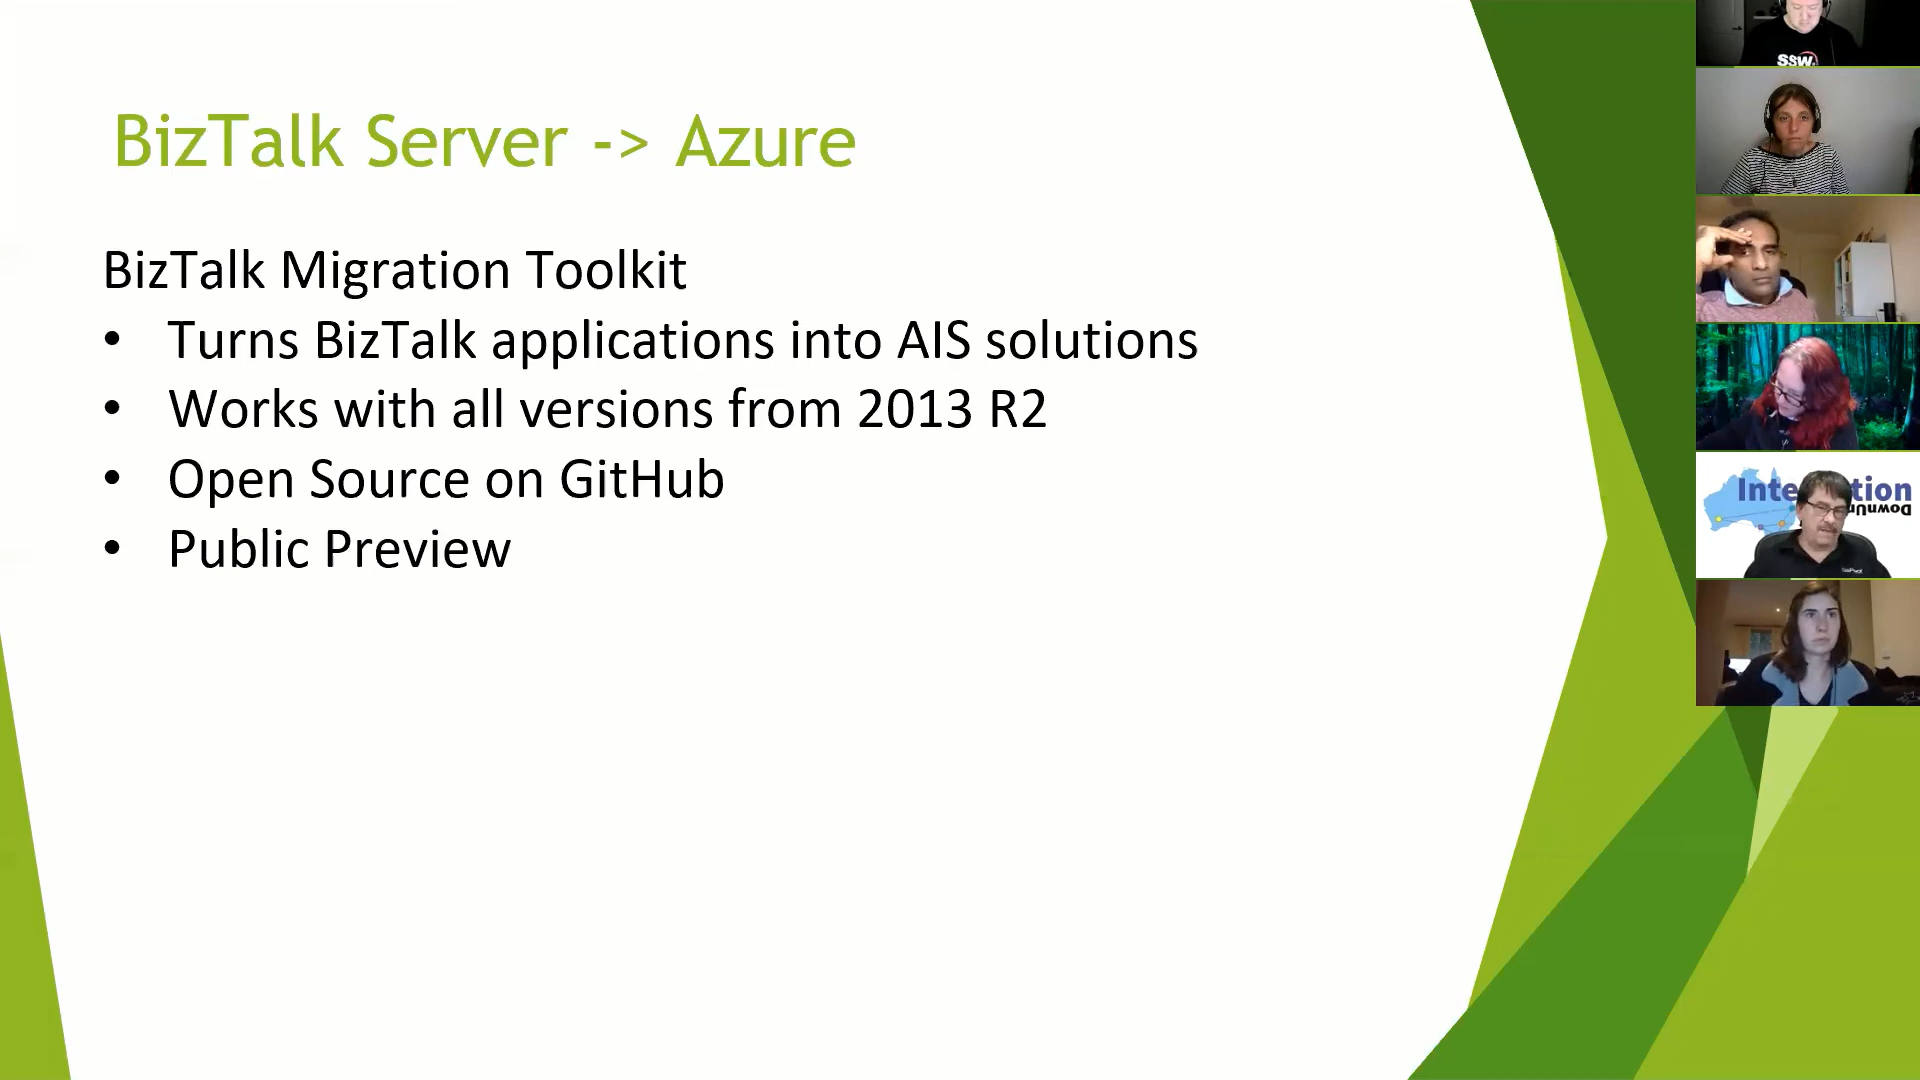 BizTalk Server -> Azure
BizTalk Migration Toolkit
• Turns BizTalk applications into AIS solutions
• Works with all versions from 2013 R2
• Open Source on GitHub
• Public Preview
SSW.